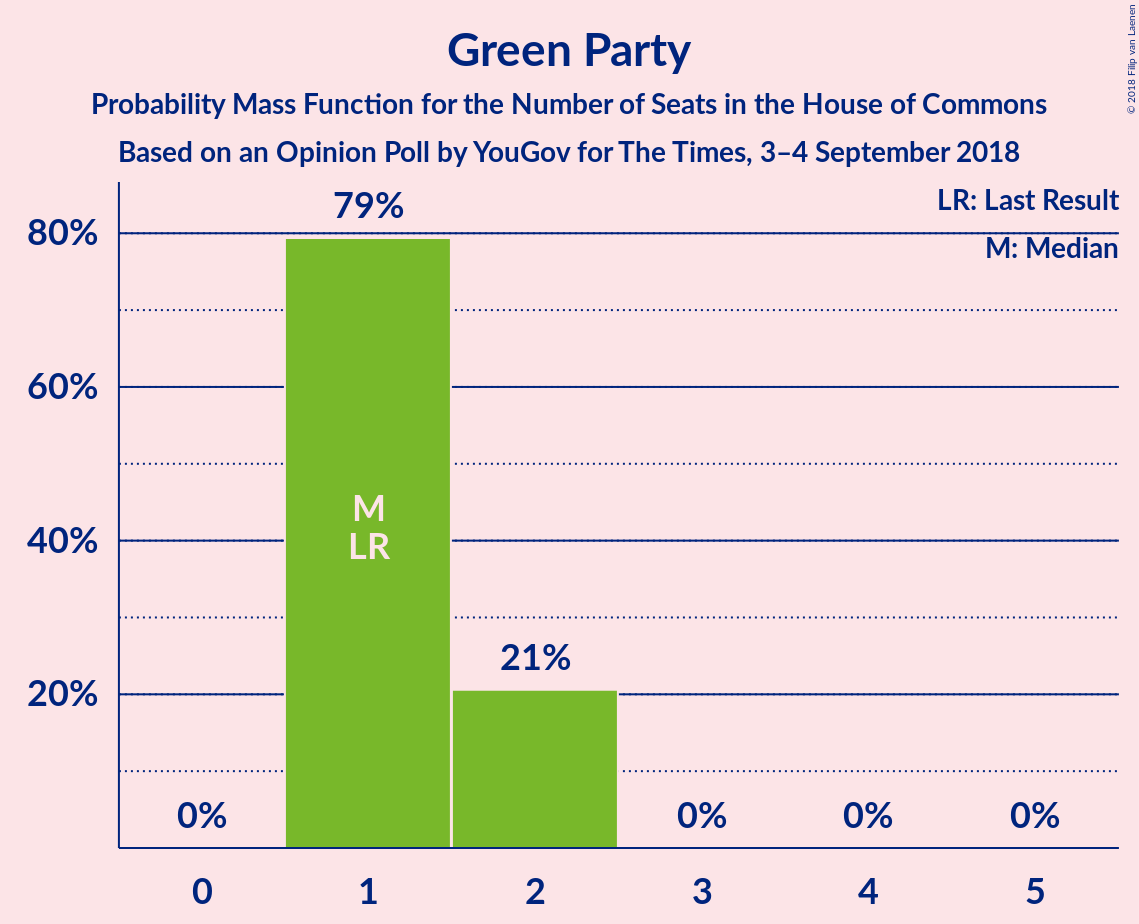 Green Party
Probability Mass Function for the Number of Seats in the House of Commons
Based on an Opinion Poll by YouGov for The Times, 3–4 September 2018
© 2018 Filip van Laenen
LR: Last Result
M: Median
80%
60%
40%
20%
79%
M
LR
21%
0%
0%
0%
0%
0 1 2 3 4 5